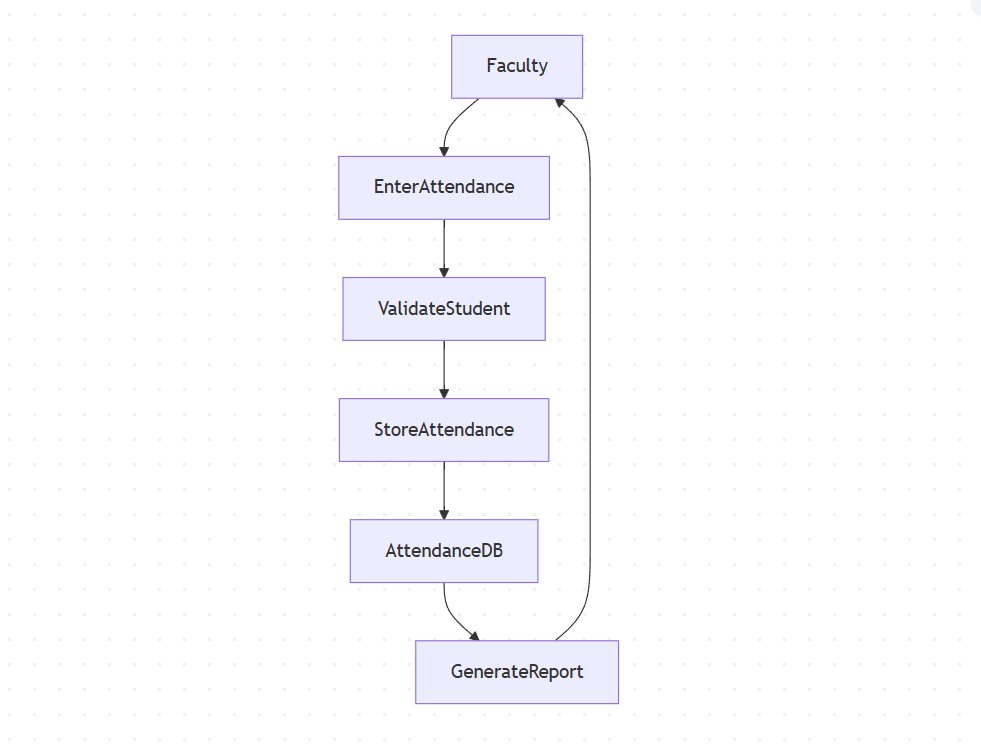 Faculty
EnterAttendance
ValidateStudent
StoreAttendance
AttendanceDB
GenerateReport